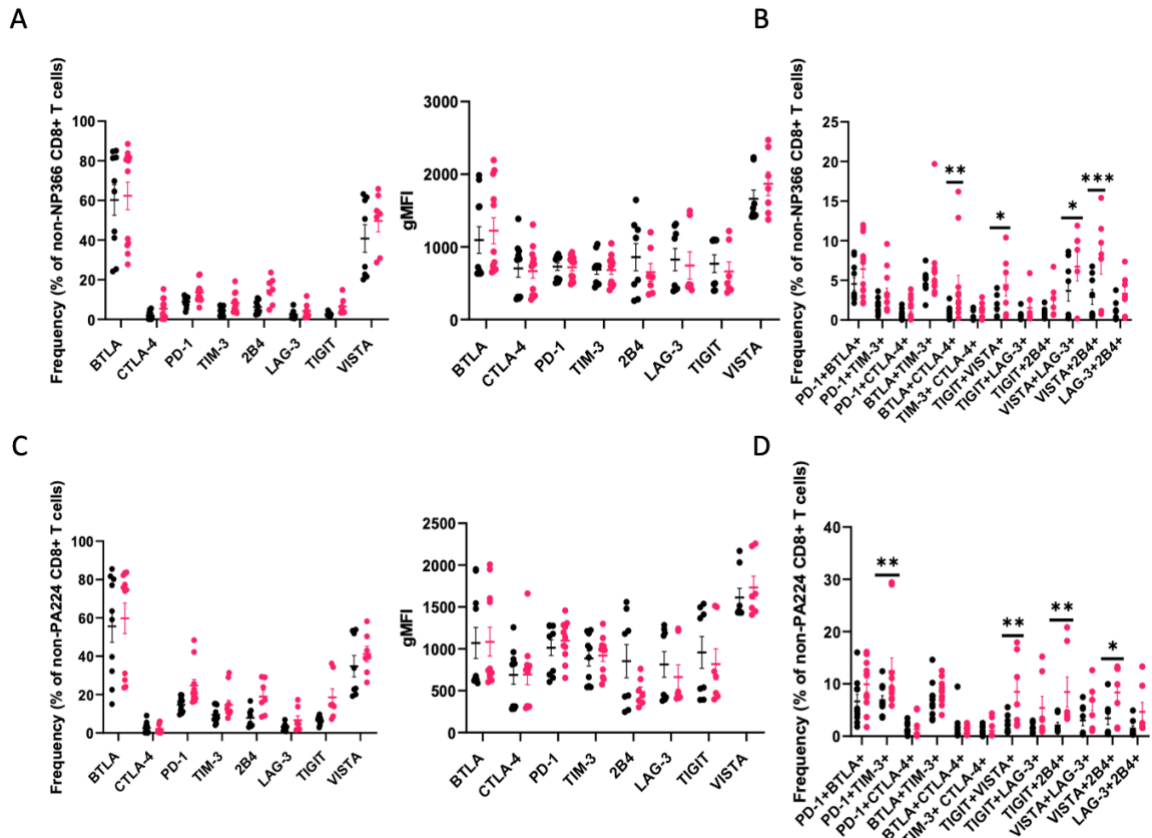 A
B
Frequency (% of non-NP366 CD8+ T cells)
100
80
60
40
20
0
BTLA
CTLA-4
PD-1
TIM-3
2B4
LAG-3
TIGIT
VISTA
gMFI
3000
2000
1000
0
BTLA
CTLA-4
PD-1
TIM-3
2B4
LAG-3
TIGIT
VISTA
Frequency (% of non-NP366 CD8+ T cells)
25
20
15
10
5
0
**
*
*
***
PD-1+BTLA+
PD-1+TIM-3+
PD-1+CTLA-4+
BTLA+TIM-3+
BTLA+CTLA-4+
TIM-3+ CTLA-4+
TIGIT+VISTA+
TIGIT+LAG-3+
TIGIT+2B4+
VISTA+LAG-3+
VISTA+2B4+
LAG-3+2B4+
C
D
Frequency (% of non-PA224 CD8+ T cells)
100
80
60
40
20
0
BTLA
CTLA-4
PD-1
TIM-3
2B4
LAG-3
TIGIT
VISTA
gMFI
2500
2000
1500
1000
500
0
BTLA
CTLA-4
PD-1
TIM-3
2B4
LAG-3
TIGIT
VISTA
Frequency (% of non-PA224 CD8+ T cells)
40
30
20
10
0
**
**
**
*
PD-1+BTLA+
PD-1+TIM-3+
PD-1+CTLA-4+
BTLA+TIM-3+
BTLA+CTLA-4+
TIM-3+ CTLA-4+
TIGIT+VISTA+
TIGIT+LAG-3+
TIGIT+2B4+
VISTA+LAG-3+
VISTA+2B4+
LAG-3+2B4+